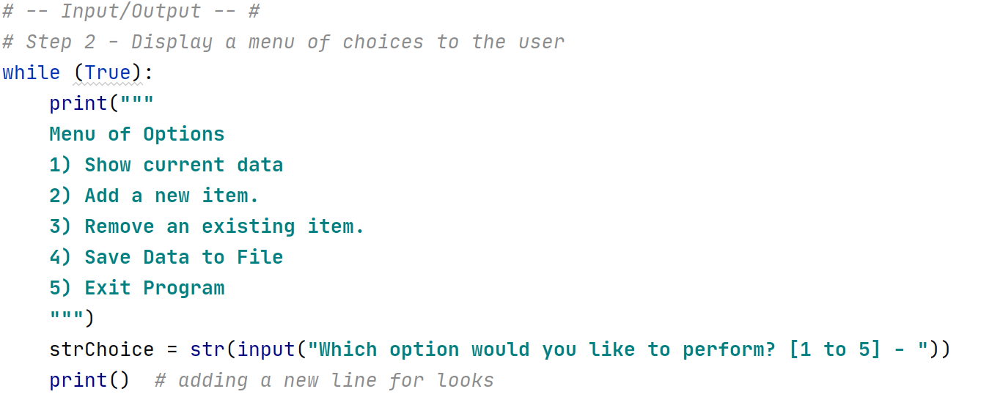 # -- Input/Output -- #
# Step 2 - Display a menu of choices to the user
while (True):
    print("""
    Menu of Options
    1) Show current data
    2) Add a new item.
    3) Remove an existing item.
    4) Save Data to File
    5) Exit Program
    """)
    strChoice = str(input("Which option would you like to perform? [1 to 5] - "))
    print()  # adding a new line for looks